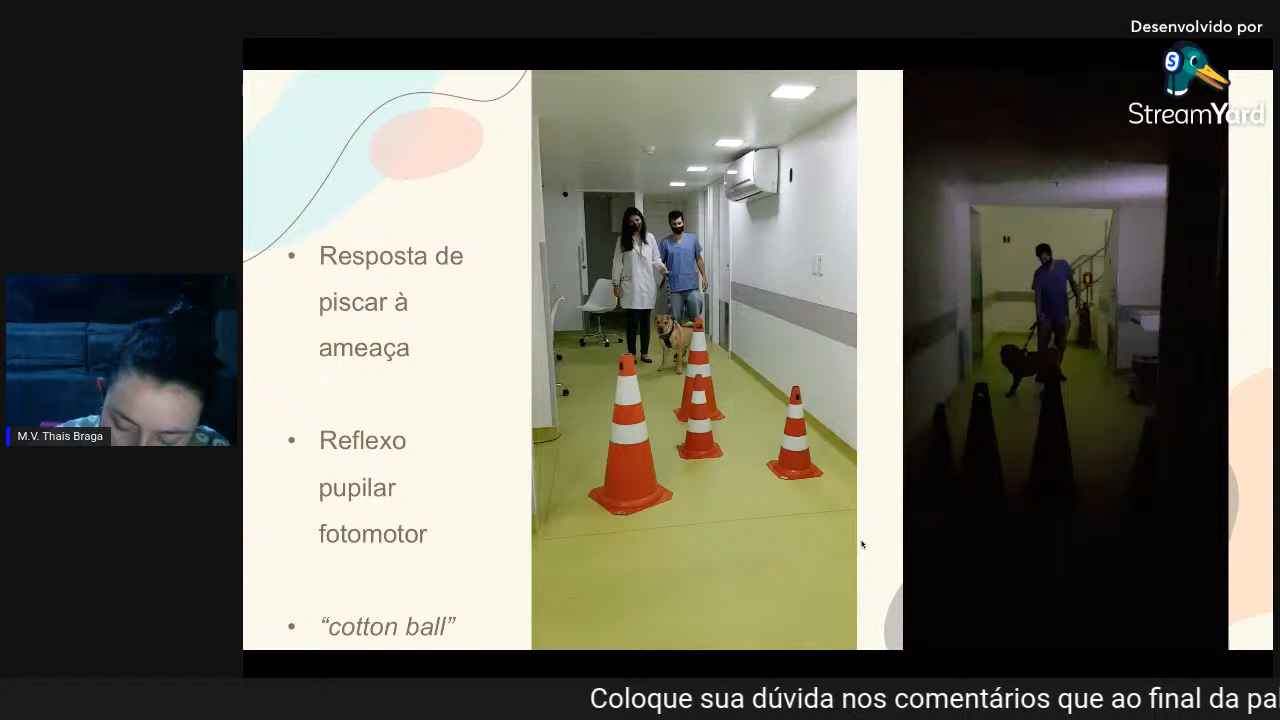 Desenvolvido por
StreamYard
• Resposta de
piscar à
ameaça
• Reflexo
pupilar
fotomotor
• “cotton ball”
M.V. Thais Braga
Coloque sua dúvida nos comentários que ao final da pa